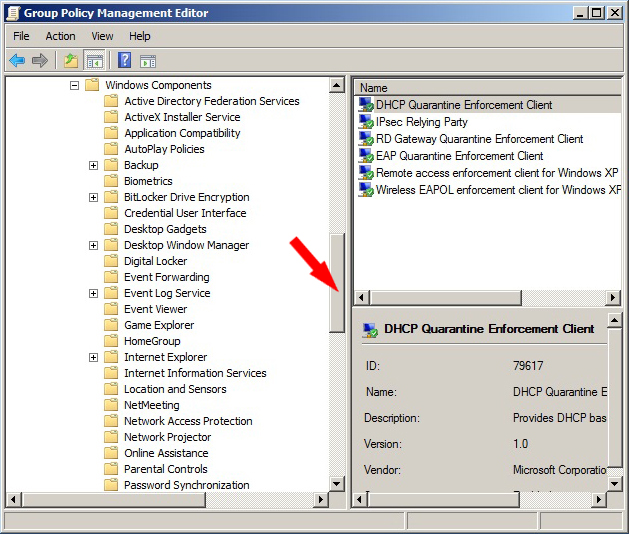 Group Policy Management Editor
File Action View Help
Windows Components
Active Directory Federation Services
ActiveX Installer Service
Application Compatibility
AutoPlay Policies
Backup
Biometrics
BitLocker Drive Encryption
Credential User Interface
Desktop Gadgets
Desktop Window Manager
Digital Locker
Event Forwarding
Event Log Service
Event Viewer
Game Explorer
HomeGroup
Internet Explorer
Internet Information Services
Location and Sensors
NetMeeting
Network Access Protection
Network Projector
Online Assistance
Parental Controls
Password Synchronization
Name
DHCP Quarantine Enforcement Client
IPsec Relying Party
RD Gateway Quarantine Enforcement Client
EAP Quarantine Enforcement Client
Remote access enforcement client for Windows XP
Wireless EAPOL enforcement client for Windows XP
DHCP Quarantine Enforcement Client
ID: 79617
Name: DHCP Quarantine E
Description: Provides DHCP bas
Version: 1.0
Vendor: Microsoft Corporatio